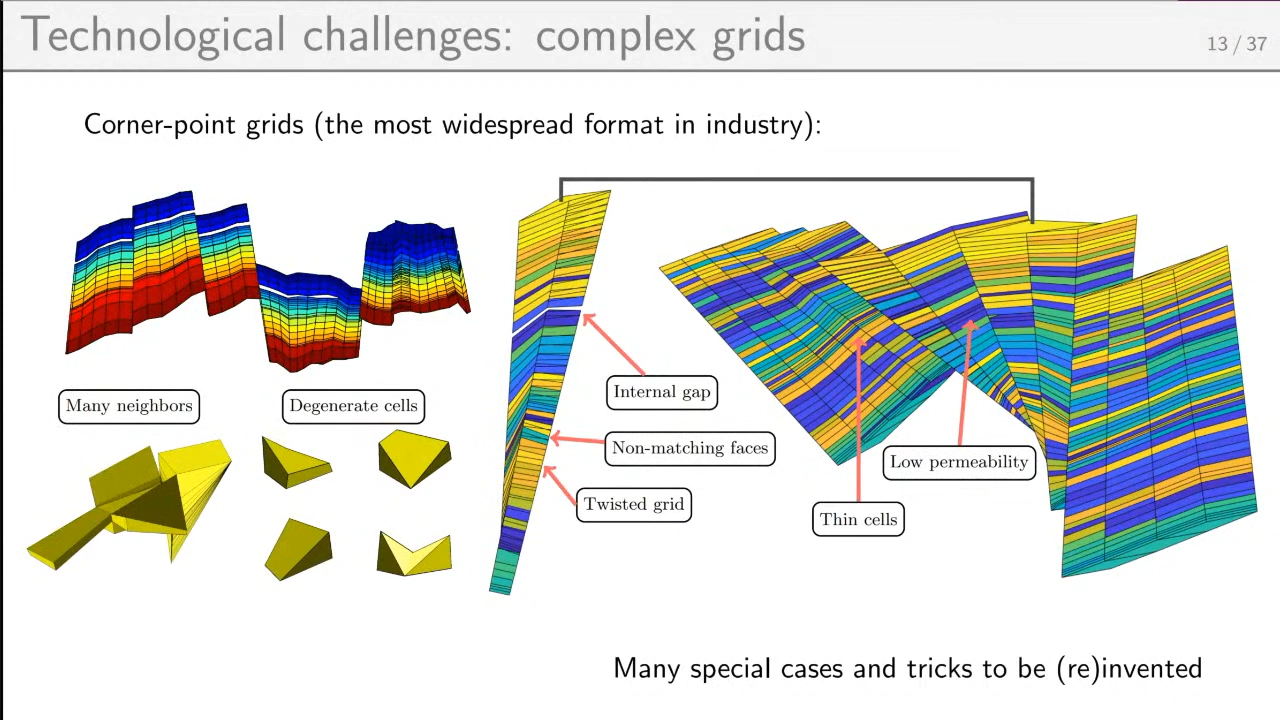 Technological challenges: complex grids
13 / 37
Corner-point grids (the most widespread format in industry):
Many neighbors
Degenerate cells
Internal gap
Non-matching faces
Twisted grid
Low permeability
Thin cells
Many special cases and tricks to be (re)invented